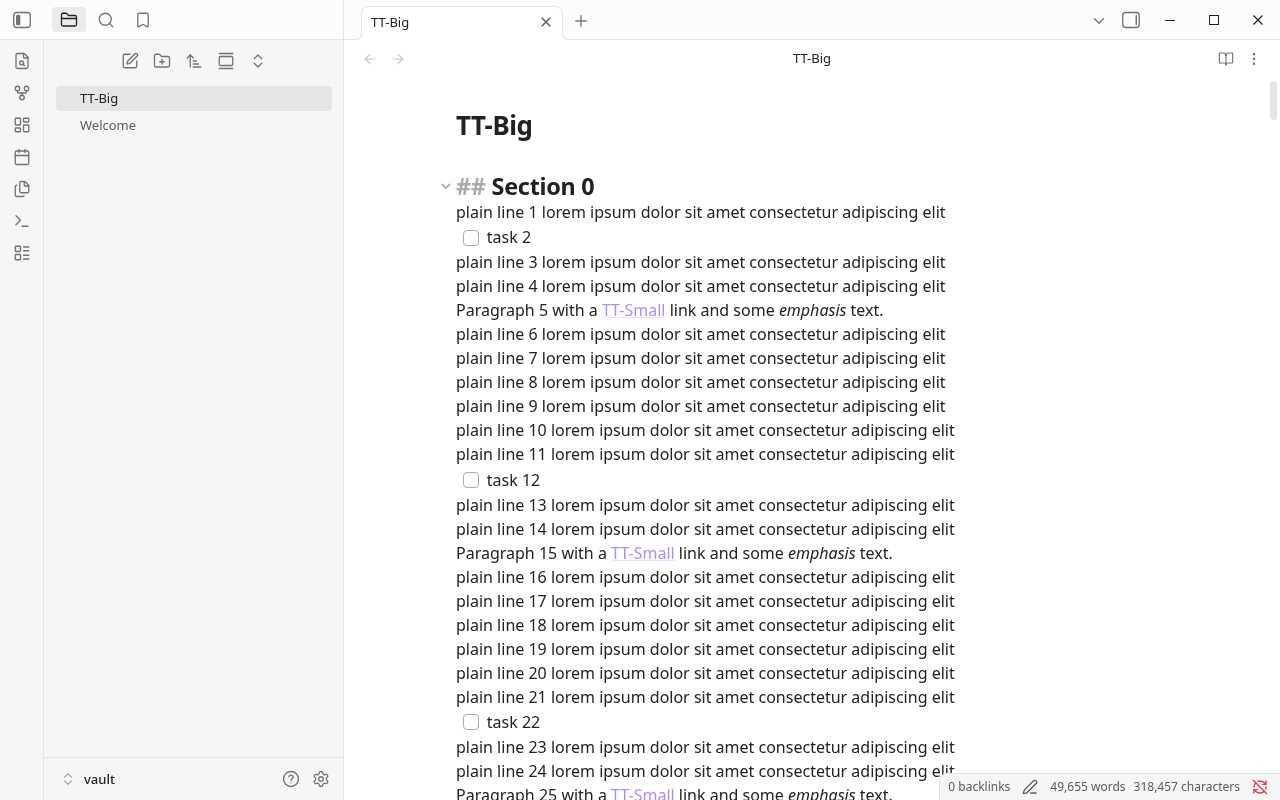 TT-Big
TT-Big
TT-Big
Welcome
TT-Big
## Section 0
plain line 1 lorem ipsum dolor sit amet consectetur adipiscing elit
task 2
plain line 3 lorem ipsum dolor sit amet consectetur adipiscing elit
plain line 4 lorem ipsum dolor sit amet consectetur adipiscing elit
Paragraph 5 with a TT-Small link and some emphasis text.
plain line 6 lorem ipsum dolor sit amet consectetur adipiscing elit
plain line 7 lorem ipsum dolor sit amet consectetur adipiscing elit
plain line 8 lorem ipsum dolor sit amet consectetur adipiscing elit
plain line 9 lorem ipsum dolor sit amet consectetur adipiscing elit
plain line 10 lorem ipsum dolor sit amet consectetur adipiscing elit
plain line 11 lorem ipsum dolor sit amet consectetur adipiscing elit
task 12
plain line 13 lorem ipsum dolor sit amet consectetur adipiscing elit
plain line 14 lorem ipsum dolor sit amet consectetur adipiscing elit
Paragraph 15 with a TT-Small link and some emphasis text.
plain line 16 lorem ipsum dolor sit amet consectetur adipiscing elit
plain line 17 lorem ipsum dolor sit amet consectetur adipiscing elit
plain line 18 lorem ipsum dolor sit amet consectetur adipiscing elit
plain line 19 lorem ipsum dolor sit amet consectetur adipiscing elit
plain line 20 lorem ipsum dolor sit amet consectetur adipiscing elit
plain line 21 lorem ipsum dolor sit amet consectetur adipiscing elit
task 22
plain line 23 lorem ipsum dolor sit amet consectetur adipiscing elit
plain line 24 lorem ipsum dolor sit amet consectetur adipiscing elit
Paragraph 25 with a TT-Small link and some emphasis text.
vault
0 backlinks 49,655 words 318,457 characters